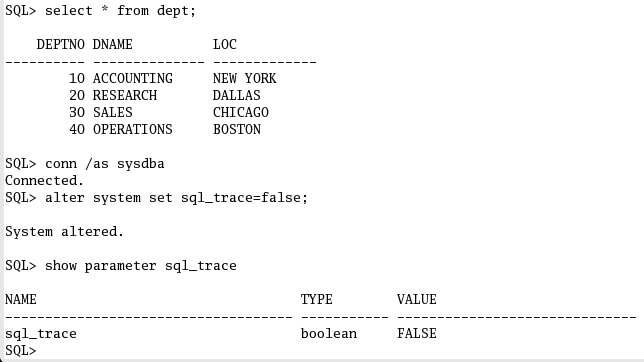 SQL> select * from dept;
    DEPTNO DNAME          LOC
---------- -------------- -------------
        10 ACCOUNTING     NEW YORK
        20 RESEARCH       DALLAS
        30 SALES          CHICAGO
        40 OPERATIONS     BOSTON
SQL> conn /as sysdba
Connected.
SQL> alter system set sql_trace=false;
System altered.
SQL> show parameter sql_trace
NAME                                 TYPE        VALUE
------------------------------------ ----------- ------------------------------
sql_trace                            boolean     FALSE
SQL>